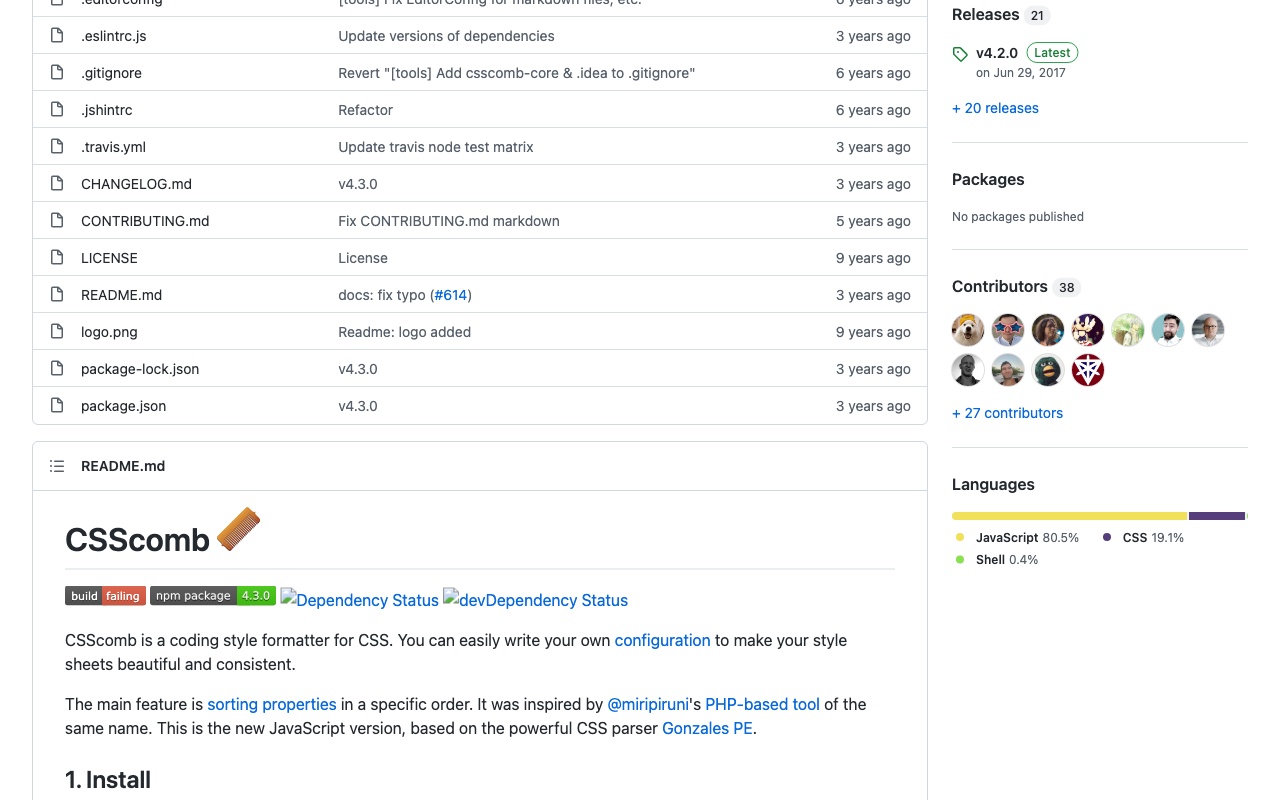 .editorconfig [tools] Fix EditorConfig for markdown files, etc. 6 years ago
.eslintrc.js Update versions of dependencies 3 years ago
.gitignore Revert "[tools] Add csscomb-core & .idea to .gitignore" 6 years ago
.jshintrc Refactor 6 years ago
.travis.yml Update travis node test matrix 3 years ago
CHANGELOG.md v4.3.0 3 years ago
CONTRIBUTING.md Fix CONTRIBUTING.md markdown 5 years ago
LICENSE License 9 years ago
README.md docs: fix typo (#614) 3 years ago
logo.png Readme: logo added 9 years ago
package-lock.json v4.3.0 3 years ago
package.json v4.3.0 3 years ago
README.md
CSScomb
build failing npm package 4.3.0 Dependency Status devDependency Status
CSScomb is a coding style formatter for CSS. You can easily write your own configuration to make your style
sheets beautiful and consistent.
The main feature is sorting properties in a specific order. It was inspired by @miripiruni's PHP-based tool of the
same name. This is the new JavaScript version, based on the powerful CSS parser Gonzales PE.
1. Install
Releases 21
v4.2.0 Latest
on Jun 29, 2017
+ 20 releases
Packages
No packages published
Contributors 38
+ 27 contributors
Languages
JavaScript 80.5% CSS 19.1%
Shell 0.4%